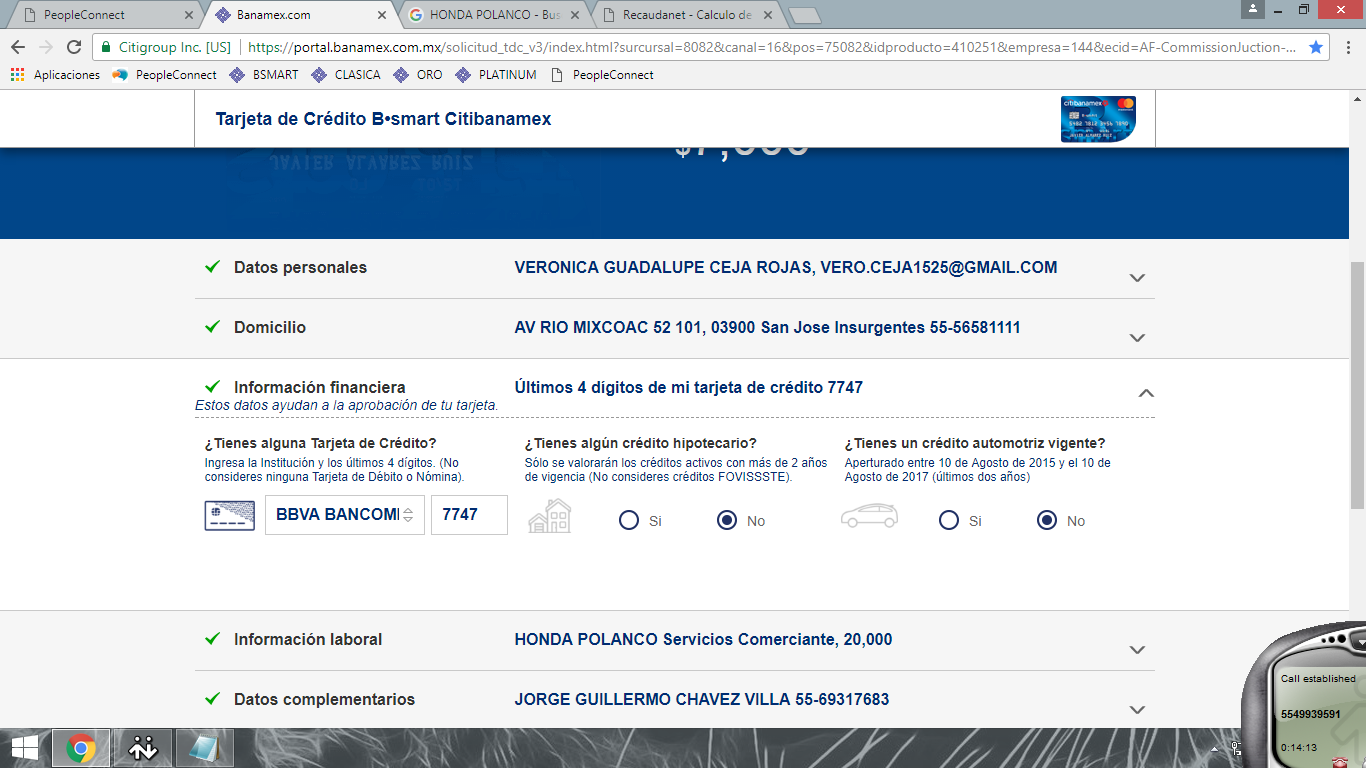 PeopleConnect
Banamex.com
HONDA POLANCO - Bus
Recaudanet - Calculo de
Citigroup Inc. [US]
https://portal.banamex.com.mx/solicitud_tdc_v3/index.html?surcursal=8082&canal=16&pos=75082&idproducto=410251&empresa=144&ecid=AF-CommissionJuction-...
Aplicaciones PeopleConnect BSMART CLASICA ORO PLATINUM PeopleConnect
Tarjeta de Crédito B•smart Citibanamex
citibanamex
JAVIER ALVAREZ RUIZ
Datos personales VERONICA GUADALUPE CEJA ROJAS, VERO.CEJA1525@GMAIL.COM
Domicilio AV RIO MIXCOAC 52 101, 03900 San Jose Insurgentes 55-56581111
Información financiera Últimos 4 dígitos de mi tarjeta de crédito 7747
Estos datos ayudan a la aprobación de tu tarjeta.
¿Tienes alguna Tarjeta de Crédito?
Ingresa la Institución y los últimos 4 dígitos. (No
consideres ninguna Tarjeta de Débito o Nómina).
BBVA BANCOM 7747
¿Tienes algún crédito hipotecario?
Sólo se valorarán los créditos activos con más de 2 años
de vigencia (No consideres créditos FOVISSSTE).
Si No
¿Tienes un crédito automotriz vigente?
Aperturado entre 10 de Agosto de 2015 y el 10 de
Agosto de 2017 (últimos dos años)
Si No
Información laboral HONDA POLANCO Servicios Comerciante, 20,000
Datos complementarios JORGE GUILLERMO CHAVEZ VILLA 55-69317683
Call established
5549939591
0:14:13